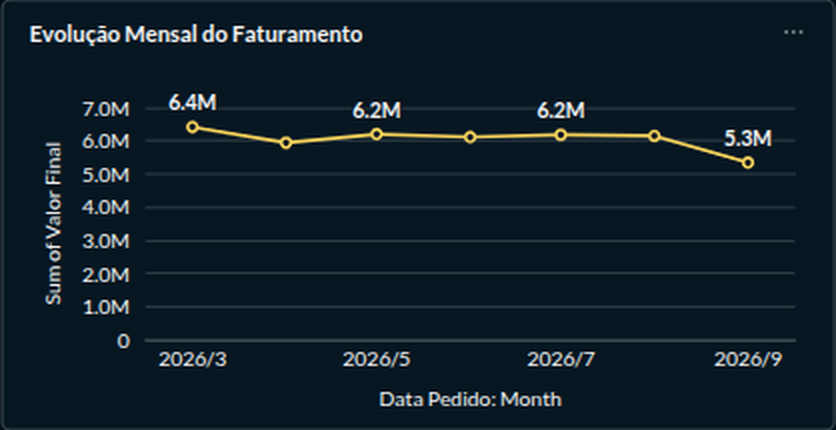 Evolução Mensal do Faturamento
...
Sum of Valor Final
7.0M
6.0M
5.0M
4.0M
3.0M
2.0M
1.0M
0
6.4M
6.2M
6.2M
5.3M
2026/3
2026/5
2026/7
2026/9
Data Pedido: Month